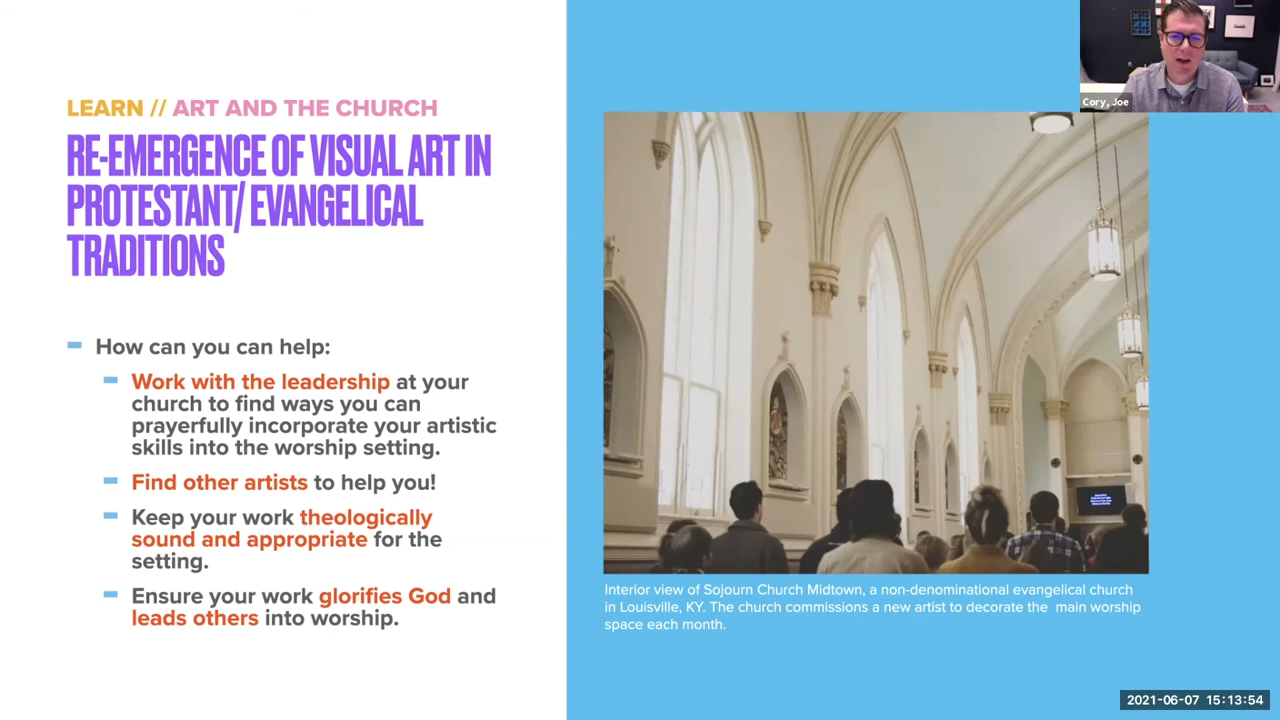 LEARN // ART AND THE CHURCH
RE-EMERGENCE OF VISUAL ART IN
PROTESTANT/ EVANGELICAL
TRADITIONS
How can you can help:
Work with the leadership at your
church to find ways you can
prayerfully incorporate your artistic
skills into the worship setting.
Find other artists to help you!
Keep your work theologically
sound and appropriate for the
setting.
Ensure your work glorifies God and
leads others into worship.
Cory, Joe
Interior view of Sojourn Church Midtown, a non-denominational evangelical church
in Louisville, KY. The church commissions a new artist to decorate the main worship
space each month.
2021-06-07 15:13:54